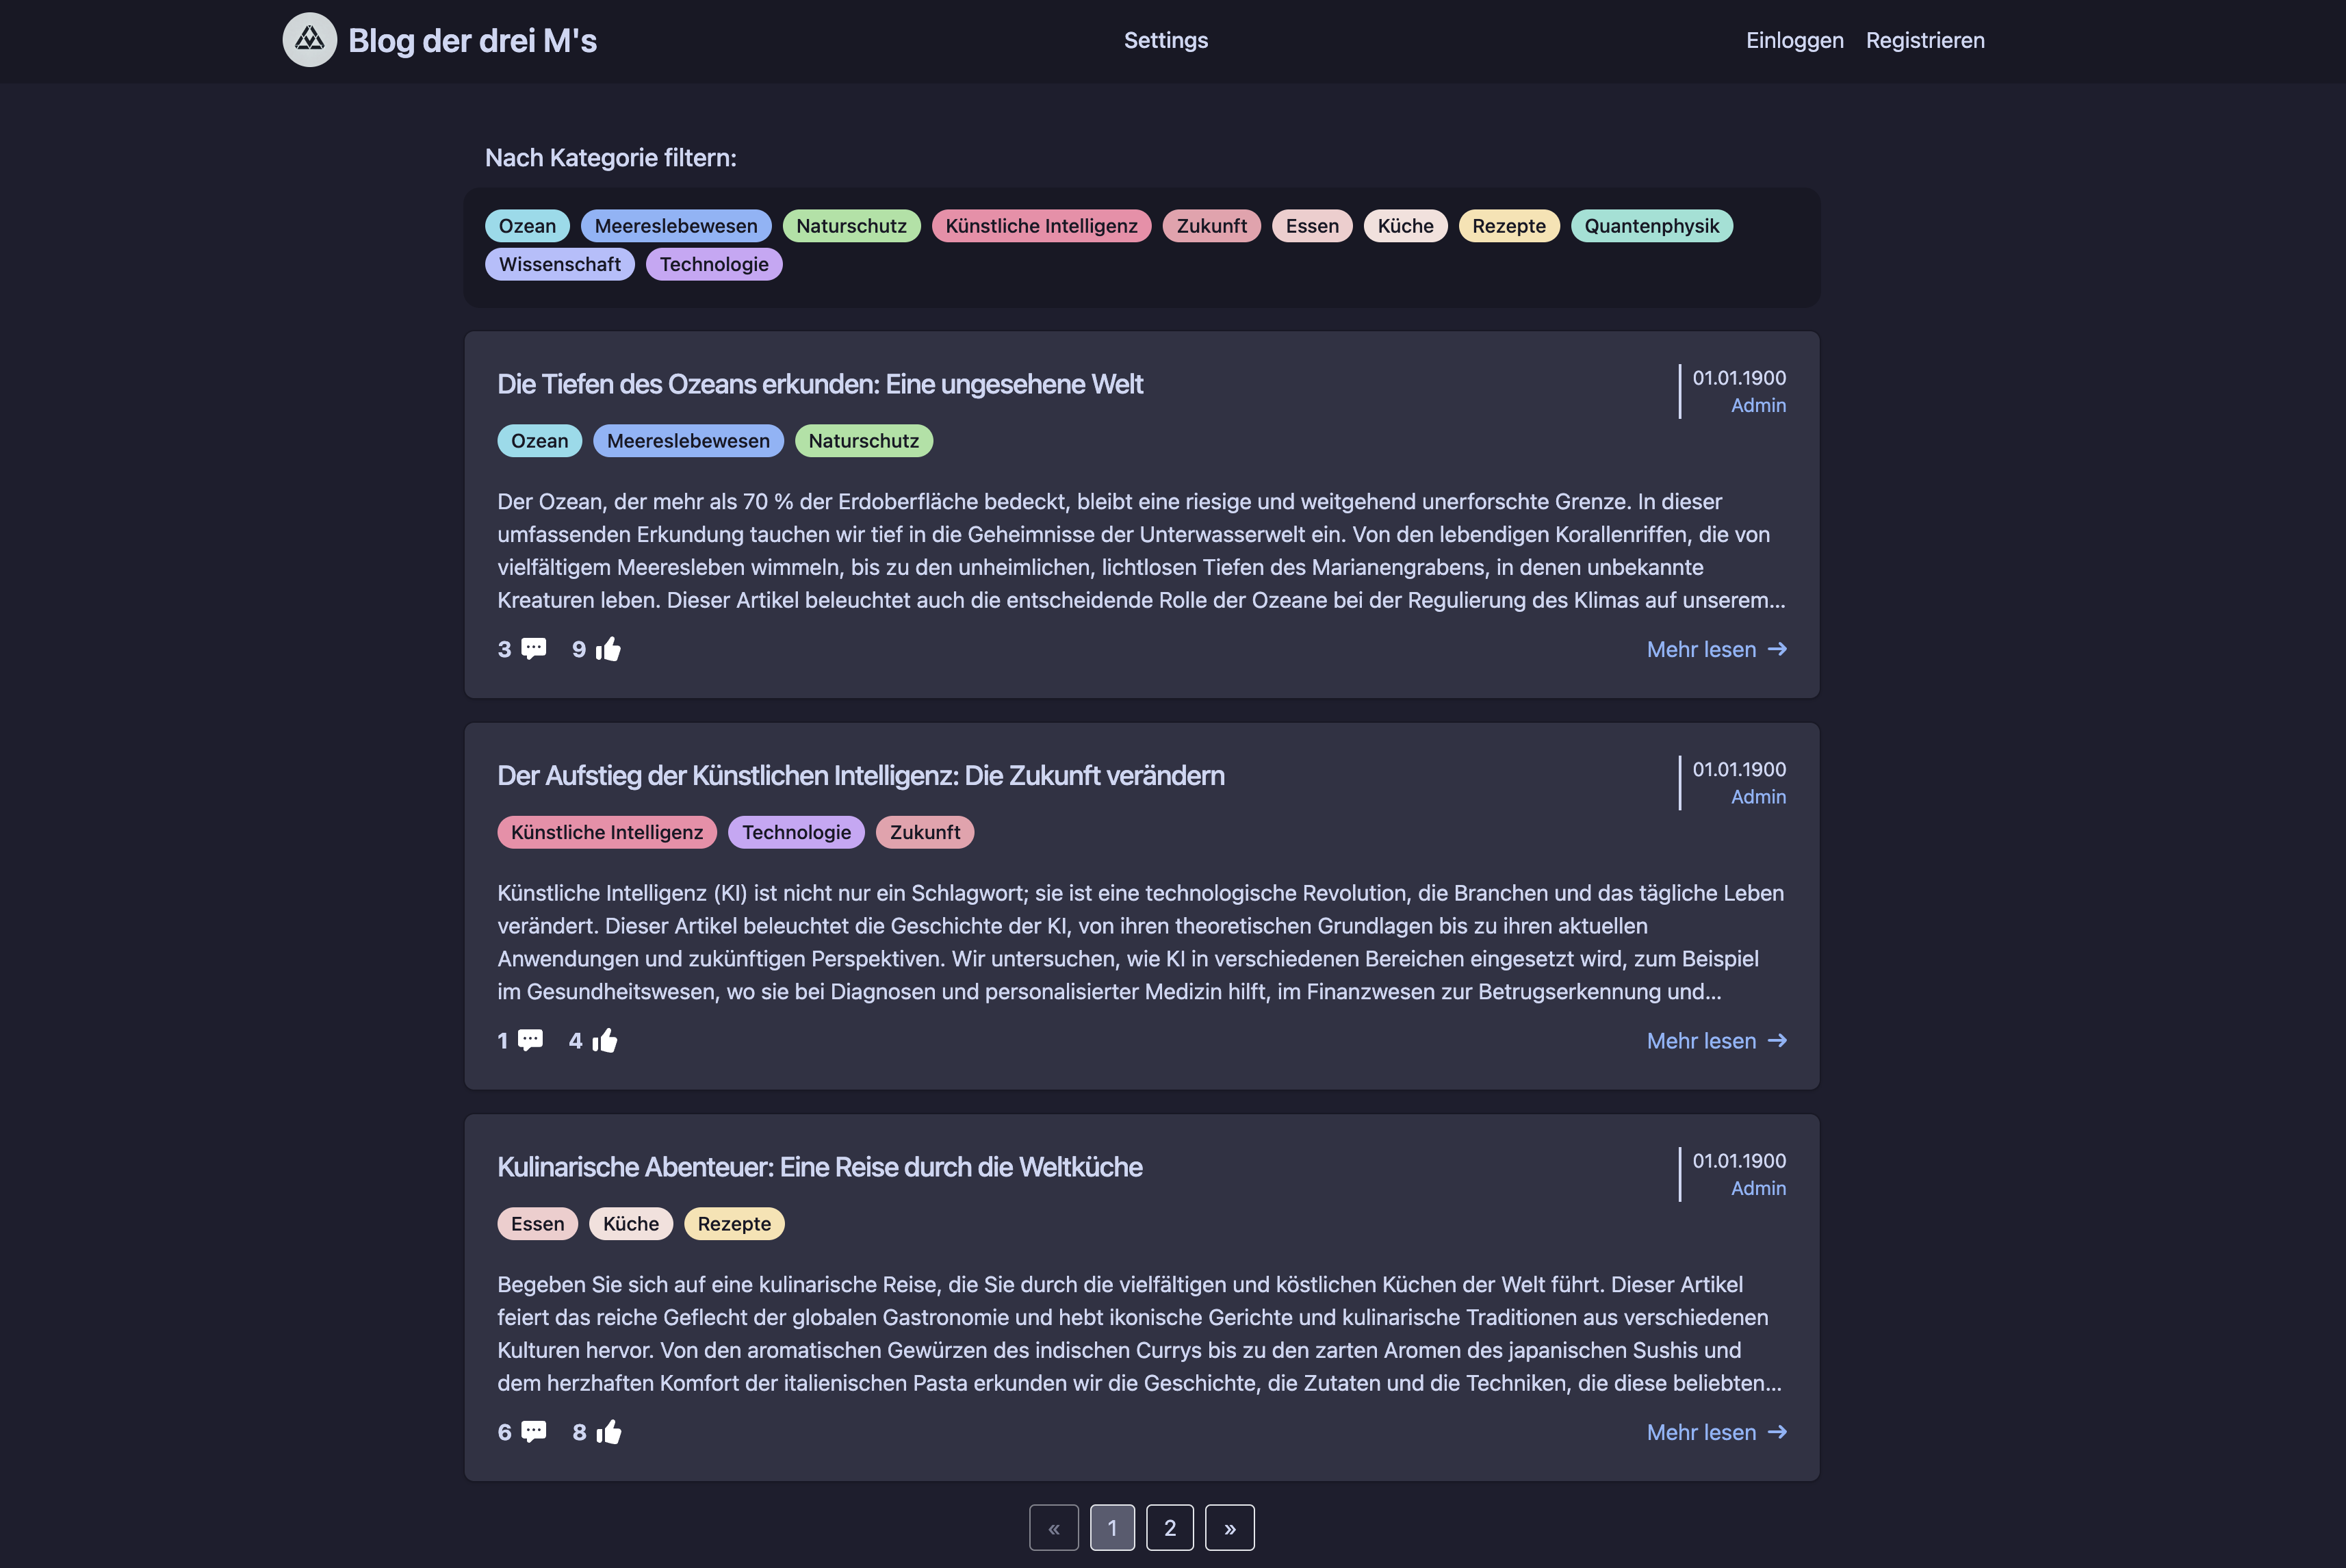 Blog der drei M's
Settings
Einloggen Registrieren
Nach Kategorie filtern:
Ozean Meereslebewesen Naturschutz Künstliche Intelligenz Zukunft Essen Küche Rezepte Quantenphysik
Wissenschaft Technologie
Die Tiefen des Ozeans erkunden: Eine ungesehene Welt
01.01.1900
Admin
Ozean Meereslebewesen Naturschutz
Der Ozean, der mehr als 70 % der Erdoberfläche bedeckt, bleibt eine riesige und weitgehend unerforschte Grenze. In dieser
umfassenden Erkundung tauchen wir tief in die Geheimnisse der Unterwasserwelt ein. Von den lebendigen Korallenriffen, die von
vielfältigem Meeresleben wimmeln, bis zu den unheimlichen, lichtlosen Tiefen des Marianengrabens, in denen unbekannte
Kreaturen leben. Dieser Artikel beleuchtet auch die entscheidende Rolle der Ozeane bei der Regulierung des Klimas auf unserem...
3 9
Mehr lesen →
Der Aufstieg der Künstlichen Intelligenz: Die Zukunft verändern
01.01.1900
Admin
Künstliche Intelligenz Technologie Zukunft
Künstliche Intelligenz (KI) ist nicht nur ein Schlagwort; sie ist eine technologische Revolution, die Branchen und das tägliche Leben
verändert. Dieser Artikel beleuchtet die Geschichte der KI, von ihren theoretischen Grundlagen bis zu ihren aktuellen
Anwendungen und zukünftigen Perspektiven. Wir untersuchen, wie KI in verschiedenen Bereichen eingesetzt wird, zum Beispiel
im Gesundheitswesen, wo sie bei Diagnosen und personalisierter Medizin hilft, im Finanzwesen zur Betrugserkennung und...
1 4
Mehr lesen →
Kulinarische Abenteuer: Eine Reise durch die Weltküche
01.01.1900
Admin
Essen Küche Rezepte
Begeben Sie sich auf eine kulinarische Reise, die Sie durch die vielfältigen und köstlichen Küchen der Welt führt. Dieser Artikel
feiert das reiche Geflecht der globalen Gastronomie und hebt ikonische Gerichte und kulinarische Traditionen aus verschiedenen
Kulturen hervor. Von den aromatischen Gewürzen des indischen Currys bis zu den zarten Aromen des japanischen Sushis und
dem herzhaften Komfort der italienischen Pasta erkunden wir die Geschichte, die Zutaten und die Techniken, die diese beliebten...
6 8
Mehr lesen →
« 1 2 »